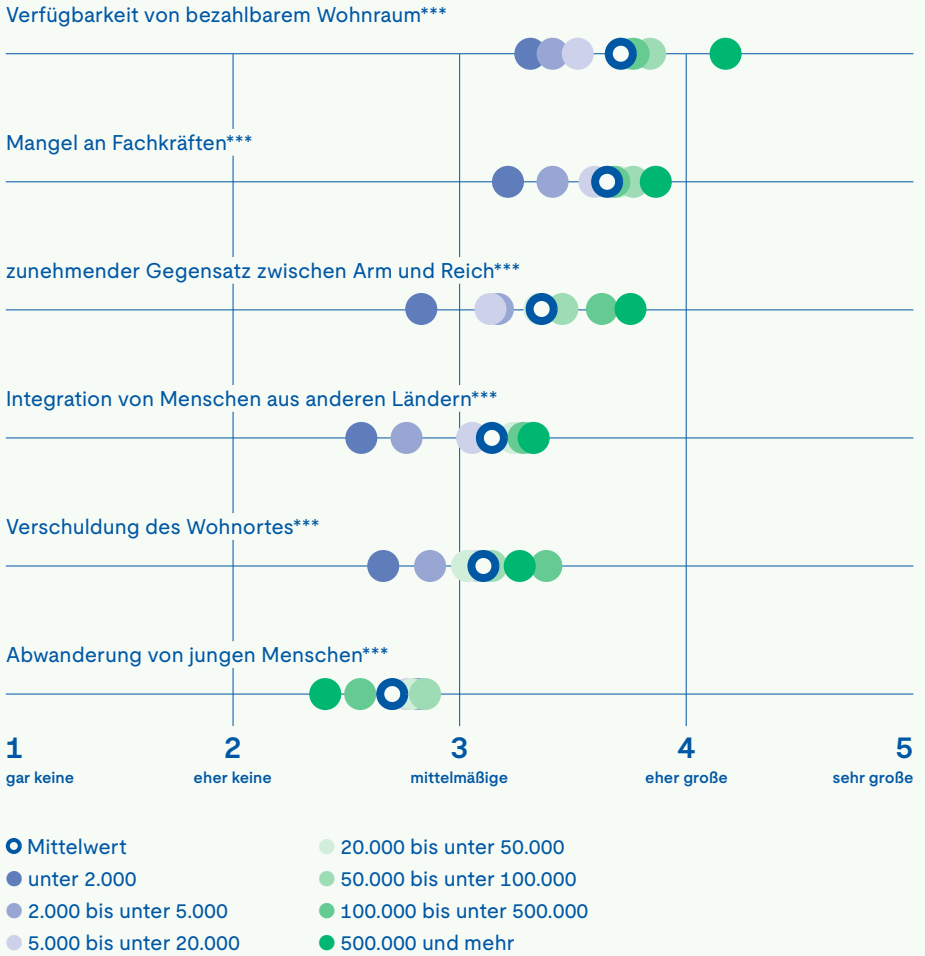 Verfügbarkeit von bezahlbarem Wohnraum***
Mangel an Fachkräften***
zunehmender Gegensatz zwischen Arm und Reich***
Integration von Menschen aus anderen Ländern***
Verschuldung des Wohnortes***
Abwanderung von jungen Menschen***
1 2 3 4 5
gar keine eher keine mittelmäßige eher große sehr große
Mittelwert
unter 2.000
2.000 bis unter 5.000
5.000 bis unter 20.000
20.000 bis unter 50.000
50.000 bis unter 100.000
100.000 bis unter 500.000
500.000 und mehr